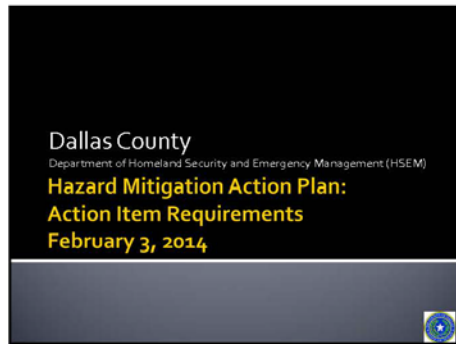 Dallas County
Department of Homeland Security and Emergency Management (HSEM)
Hazard Mitigation Action Plan:
Action Item Requirements
February 3, 2014